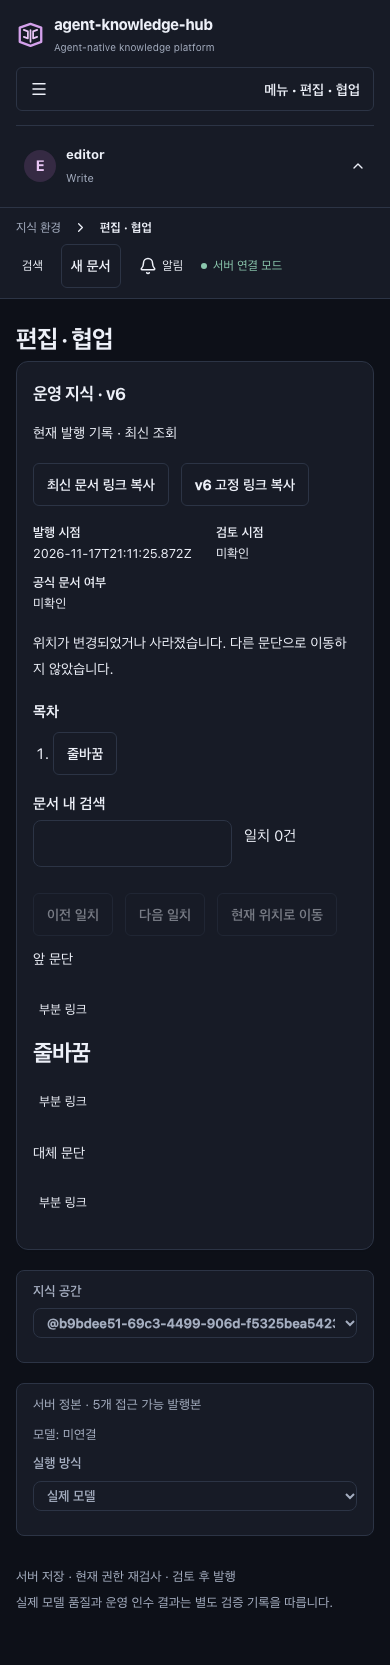 agent-knowledge-hub
Agent-native knowledge platform
메뉴 · 편집 · 협업
E
editor
Write
지식 환경 > 편집 · 협업
검색
새 문서
알림
서버 연결 모드
편집 · 협업
운영 지식 · v6
현재 발행 기록 · 최신 조회
최신 문서 링크 복사
v6 고정 링크 복사
발행 시점
2026-11-17T21:11:25.872Z
검토 시점
미확인
공식 문서 여부
미확인
위치가 변경되었거나 사라졌습니다. 다른 문단으로 이동하
지 않았습니다.
목차
1. 줄바꿈
문서 내 검색
일치 0건
이전 일치
다음 일치
현재 위치로 이동
앞 문단
부분 링크
줄바꿈
부분 링크
대체 문단
부분 링크
지식 공간
@b9bdee51-69c3-4499-906d-f5325bea542
서버 정본 · 5개 접근 가능 발행본
모델: 미연결
실행 방식
실제 모델
서버 저장 · 현재 권한 재검사 · 검토 후 발행
실제 모델 품질과 운영 인수 결과는 별도 검증 기록을 따릅니다.